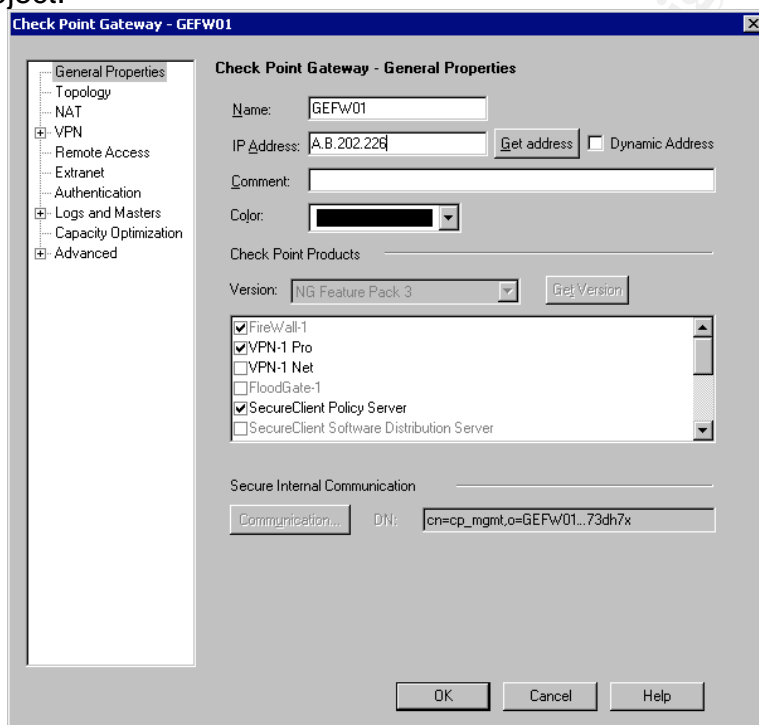 oject.
Check Point Gateway - GEFW01
General Properties
Topology
NAT
VPN
Remote Access
Extranet
Authentication
Logs and Masters
Capacity Optimization
Advanced
Check Point Gateway - General Properties
Name: GEFW01
IP Address: A.B.202.226 Get address Dynamic Address
Comment:
Color:
Check Point Products
Version: NG Feature Pack 3 Get Version
FireWall-1
VPN-1 Pro
VPN-1 Net
FloodGate-1
SecureClient Policy Server
SecureClient Software Distribution Server
Secure Internal Communication
Communication... DN: cn=cp_mgmt,o=GEFW01...73dh7x
OK Cancel Help